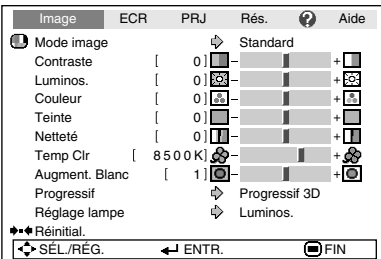 Image ECR PRJ Rés. ? Aide
Mode image Standard
Contraste [ 0] - +
Luminos. [ 0] - +
Couleur [ 0] - +
Teinte [ 0] - +
Netteté [ 0] - +
Temp Clr [ 8500K] - +
Augment. Blanc [ 1] - +
Progressif Progressif 3D
Réglage lampe Luminos.
Réinitial.
SÉL./RÉG. ENTR. FIN